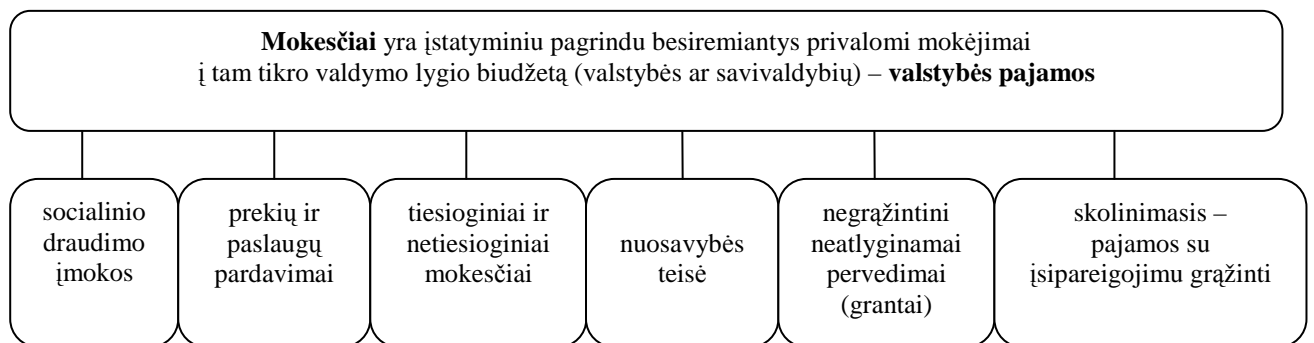 Mokesčiai yra įstatyminiu pagrindu besiremiantys privalomi mokėjimai
į tam tikro valdymo lygio biudžetą (valstybės ar savivaldybių) – valstybės pajamos
socialinio
draudimo
įmokos
prekių ir
paslaugų
pardavimai
tiesioginiai ir
netiesioginiai
mokesčiai
nuosavybės
teisė
negrąžintini
neatlyginamai
pervedimai
(grantai)
skolinimasis –
pajamos su
įsipareigojimu grąžinti